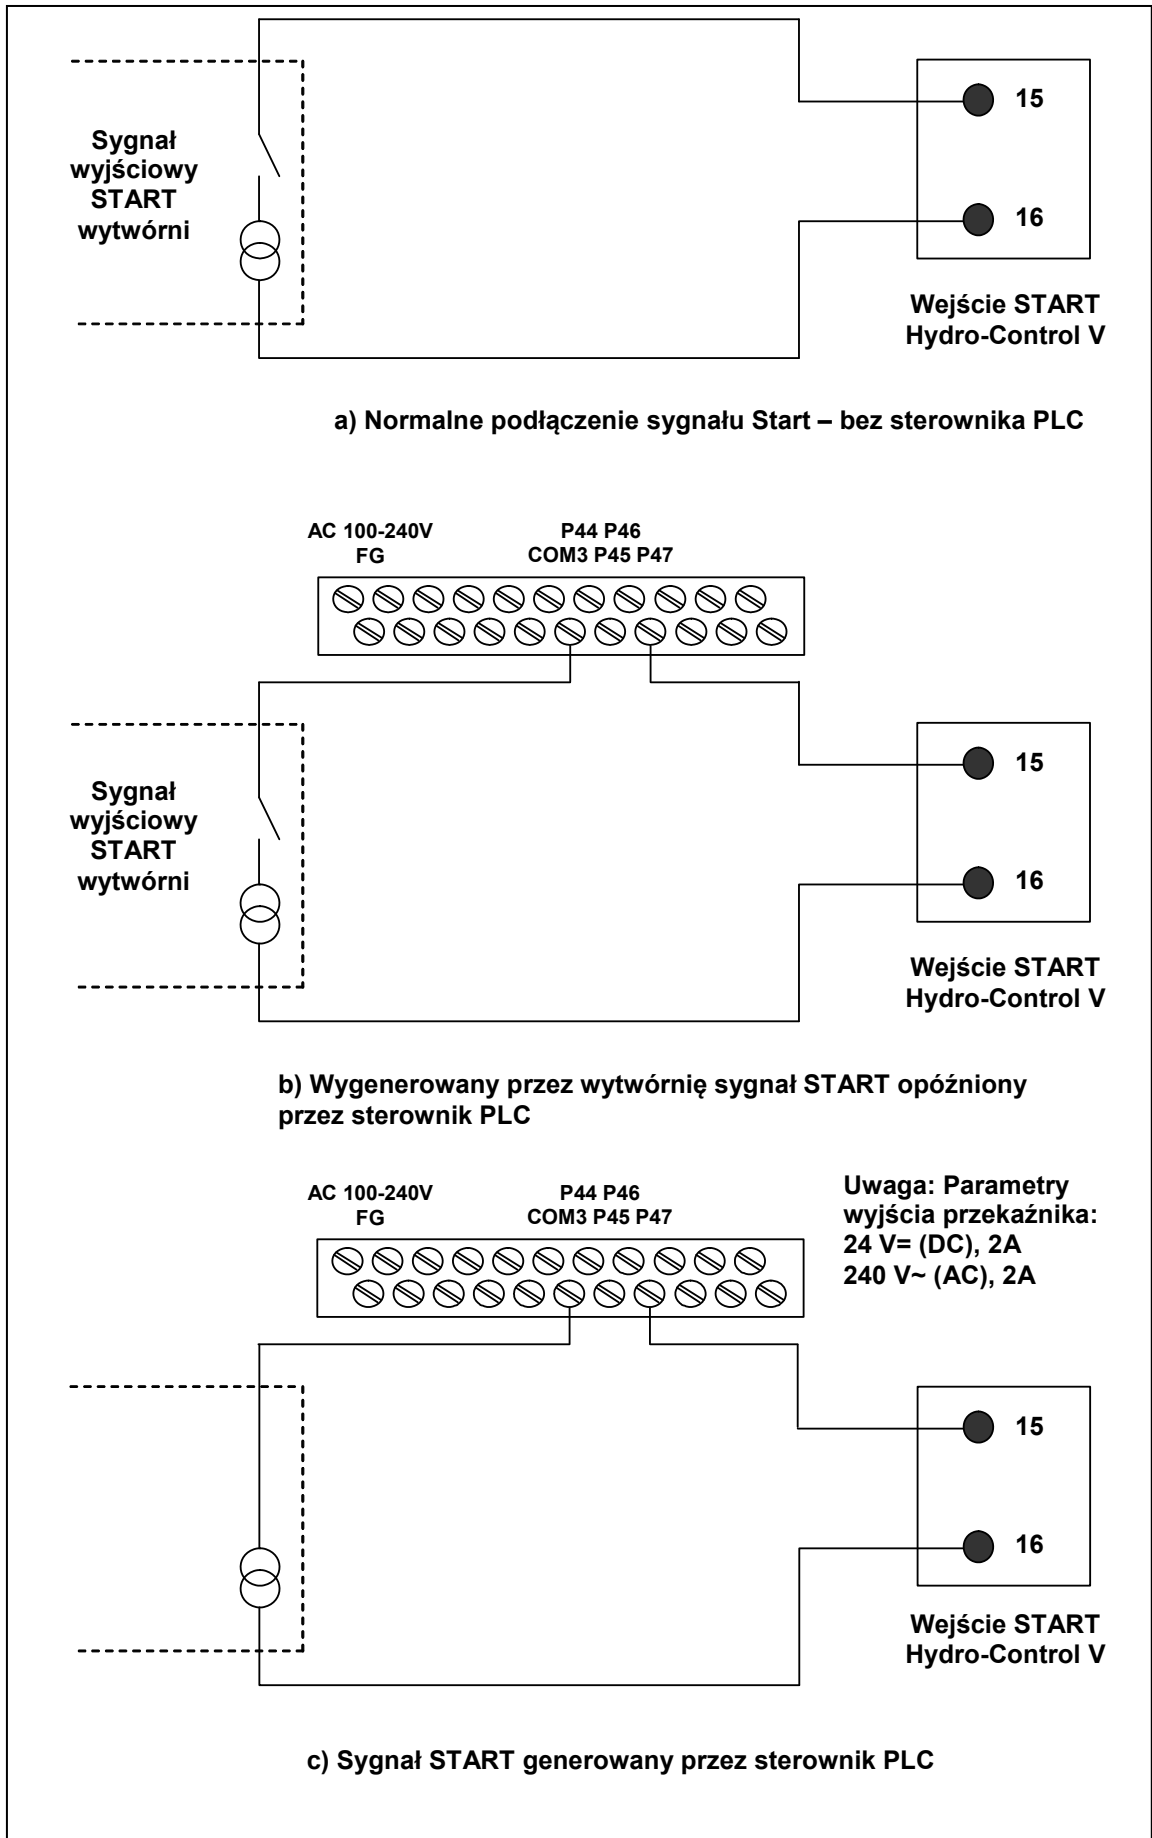 15
Sygnał
wyjściowy
START
wytwórni
16
Wejście START
Hydro-Control V
a) Normalne podłączenie sygnału Start – bez sterownika PLC
AC 100-240V
FG
P44 P46
COM3 P45 P47
15
Sygnał
wyjściowy
START
wytwórni
16
Wejście START
Hydro-Control V
b) Wygenerowany przez wytwórnię sygnał START opóźniony
przez sterownik PLC
AC 100-240V
FG
P44 P46
COM3 P45 P47
Uwaga: Parametry
wyjścia przekaźnika:
24 V= (DC), 2A
240 V~ (AC), 2A
15
16
Wejście START
Hydro-Control V
c) Sygnał START generowany przez sterownik PLC